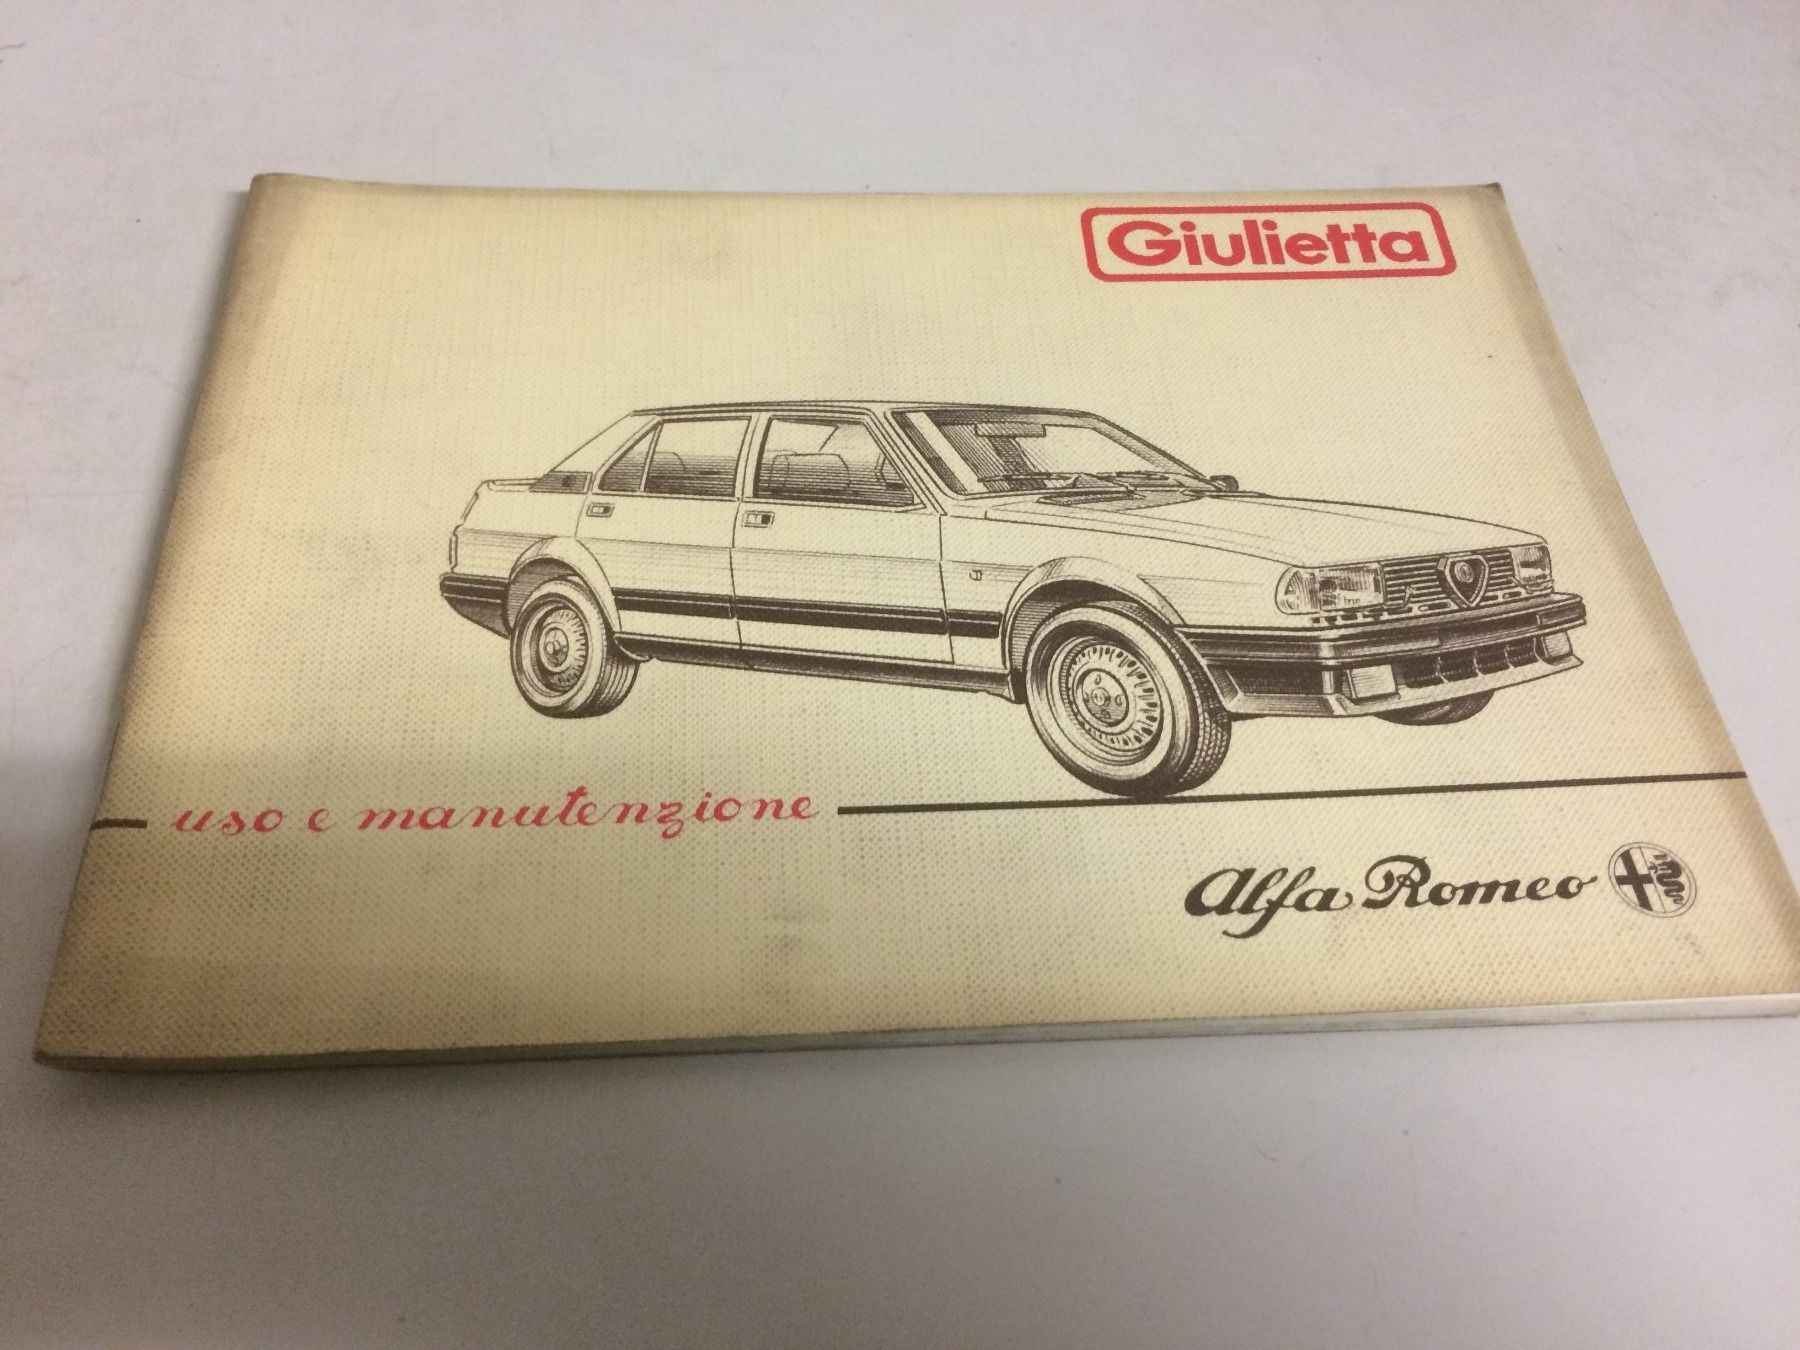 Giulietta
uso e manutenzione
Alfa Romeo